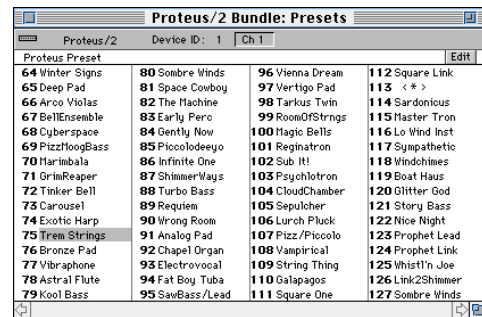 Proteus/2 Bundle: Presets
Proteus/2 Device ID: 1 Ch 1
Proteus Preset Edit
64 Winter Signs
65 Deep Pad
66 Arco Violas
67 BellEnsemble
68 Cyberspace
69 PizzMoogBass
70 Marimbala
71 GrimReaper
72 Tinker Bell
73 Carousel
74 Exotic Harp
75 Trem Strings
76 Bronze Pad
77 Vibraphone
78 Astral Flute
79 Kool Bass
80 Sombre Winds
81 Space Cowboy
82 The Machine
83 Early Perc
84 Gently Now
85 Piccolodeeyo
86 Infinite One
87 ShimmerWays
88 Turbo Bass
89 Requiem
90 Wrong Room
91 Analog Pad
92 Chapel Organ
93 Electrovocal
94 Fat Boy Tuba
95 SawBass/Lead
96 Vienna Dream
97 Vertigo Pad
98 Tarkus Twin
99 RoomOfStrngs
100 Magic Bells
101 Reginatron
102 Sub It!
103 Psychlotron
104 CloudChamber
105 Sepulcher
106 Lurch Pluck
107 Pizz/Piccolo
108 Vampirical
109 String Thing
110 Galapagos
111 Square One
112 Square Link
113 <*>
114 Sardonicus
115 Master Tron
116 Lo Wind Inst
117 Sympathetic
118 Windchimes
119 Boat Haus
120 Glitter God
121 Story Bass
122 Nice Night
123 Prophet Lead
124 Prophet Link
125 Whistl'n Joe
126 Link2Shimmer
127 Sombre Winds